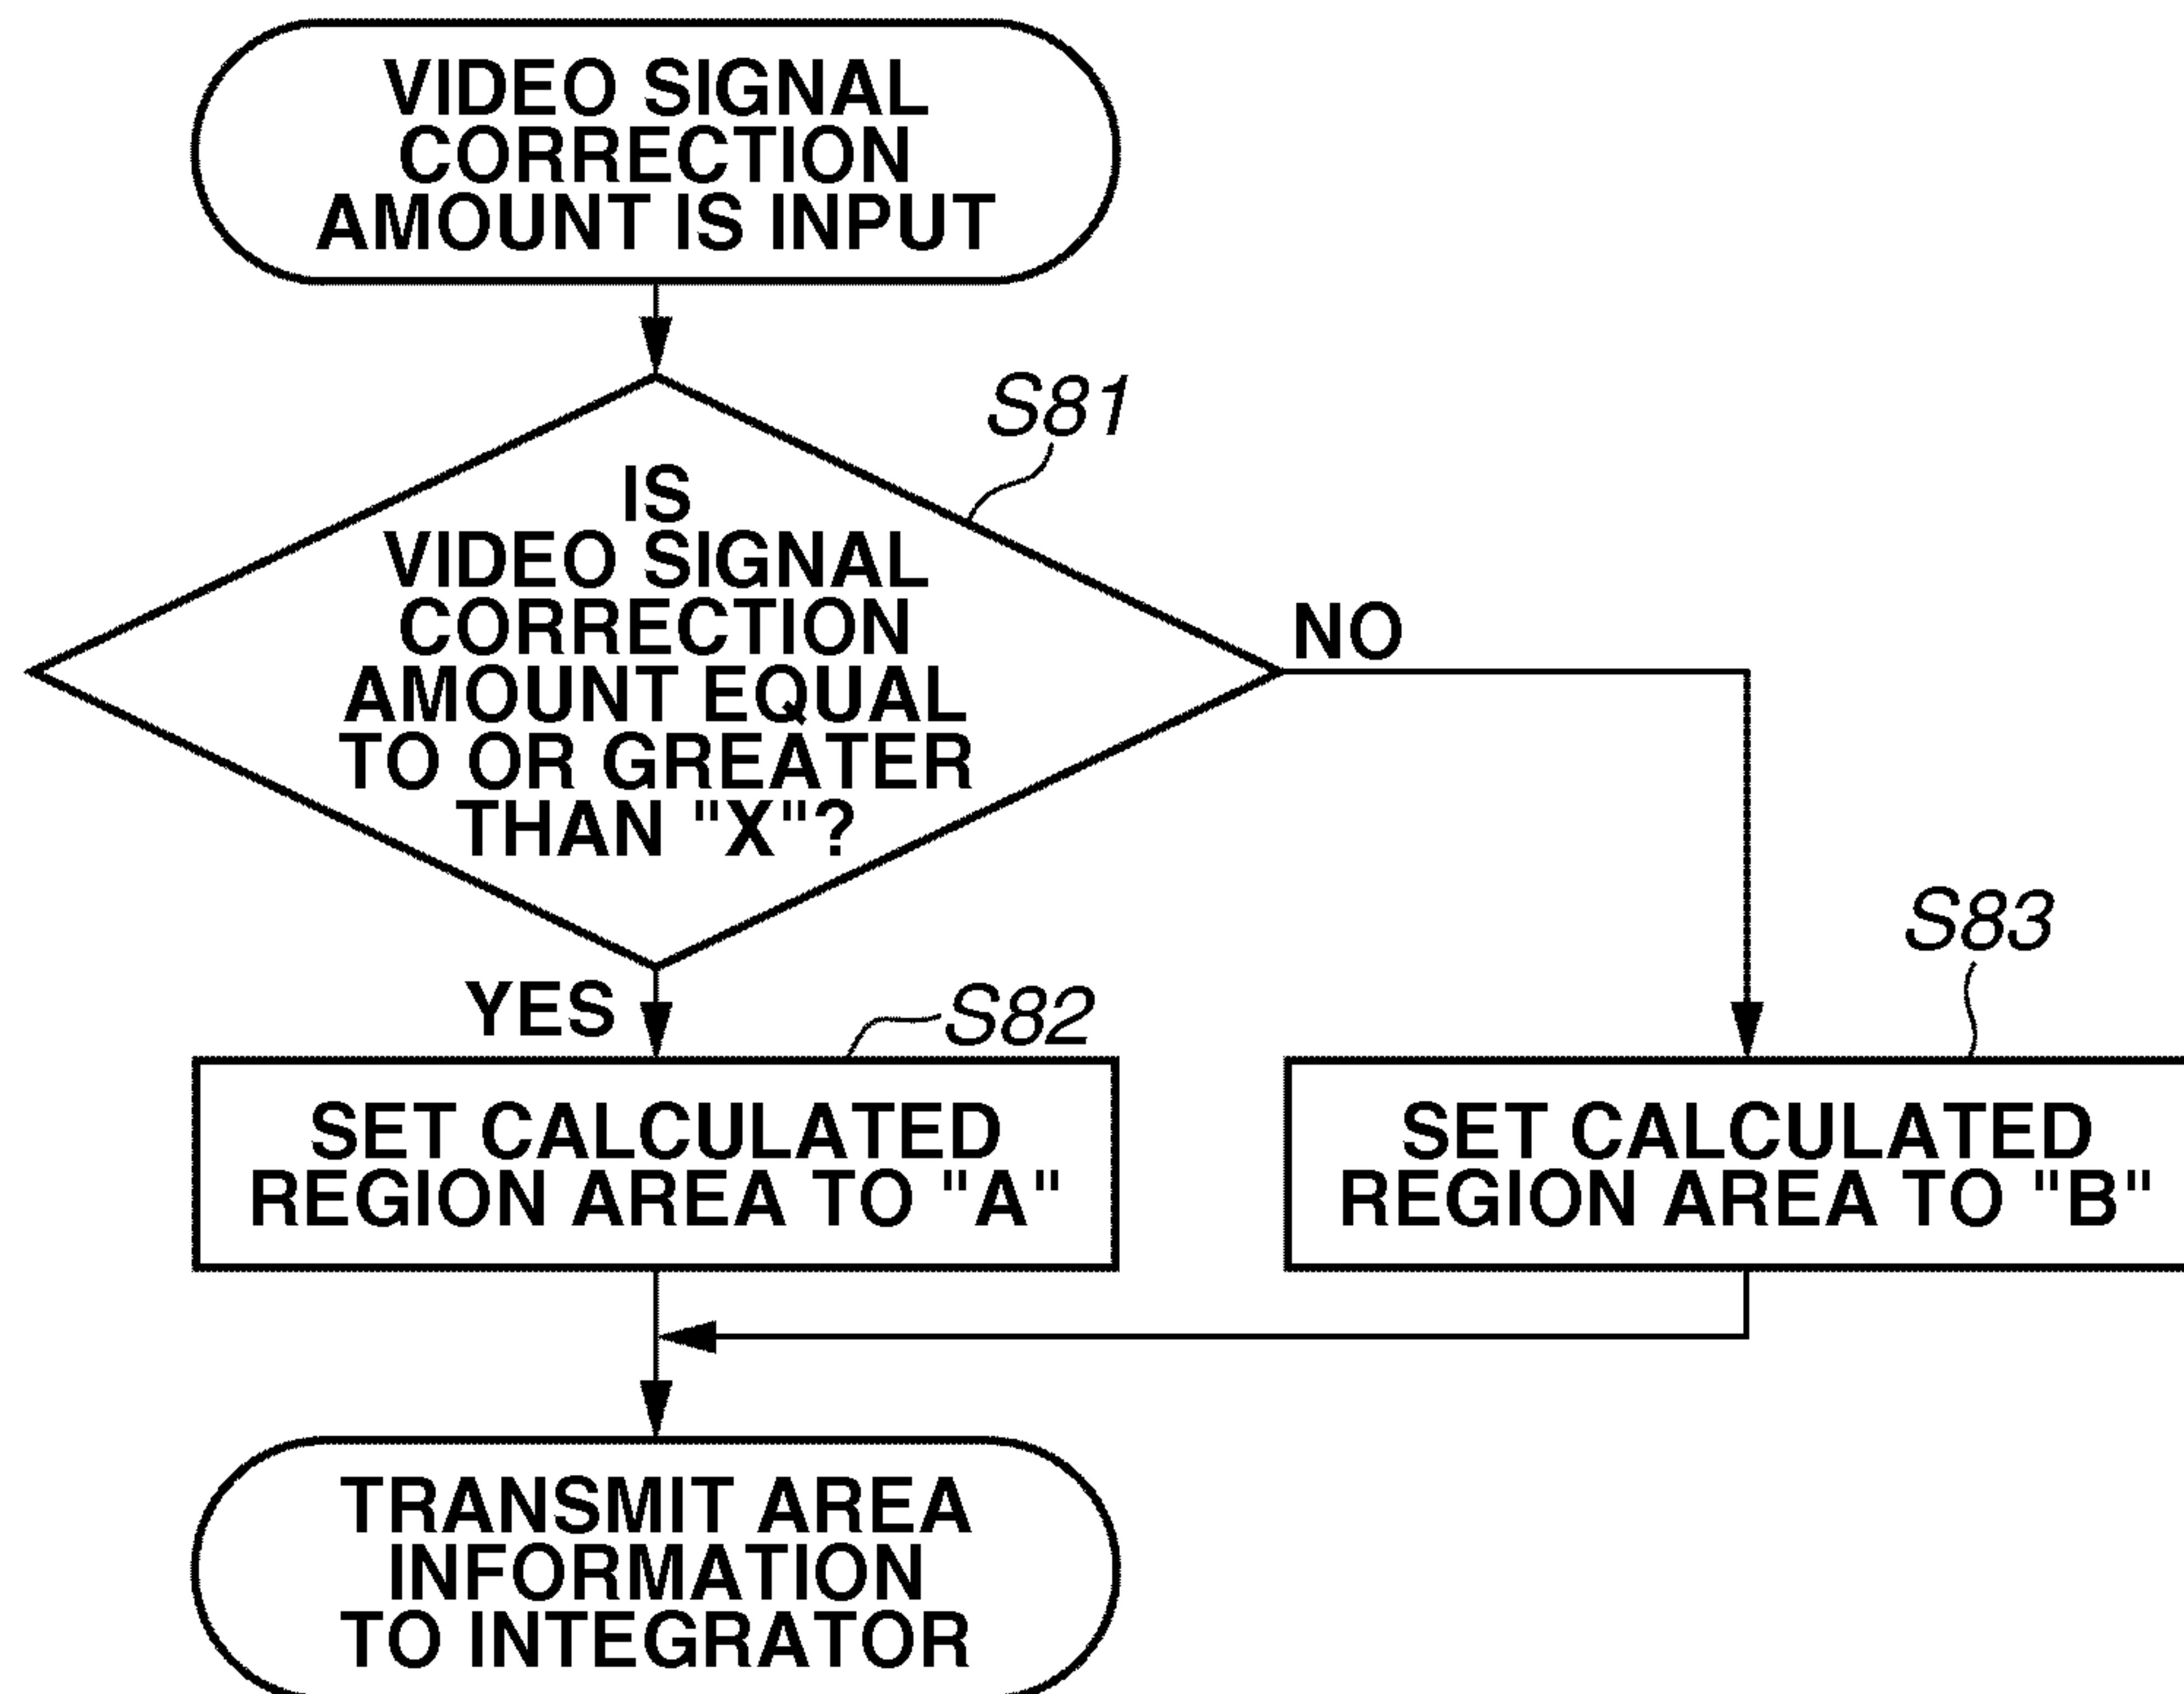 VIDEO SIGNAL
CORRECTION
AMOUNT IS INPUT
S81
IS
VIDEO SIGNAL
CORRECTION
AMOUNT EQUAL
TO OR GREATER
THAN "X"?
NO
YES
S82
S83
SET CALCULATED
REGION AREA TO "A"
SET CALCULATED
REGION AREA TO "B"
TRANSMIT AREA
INFORMATION
TO INTEGRATOR